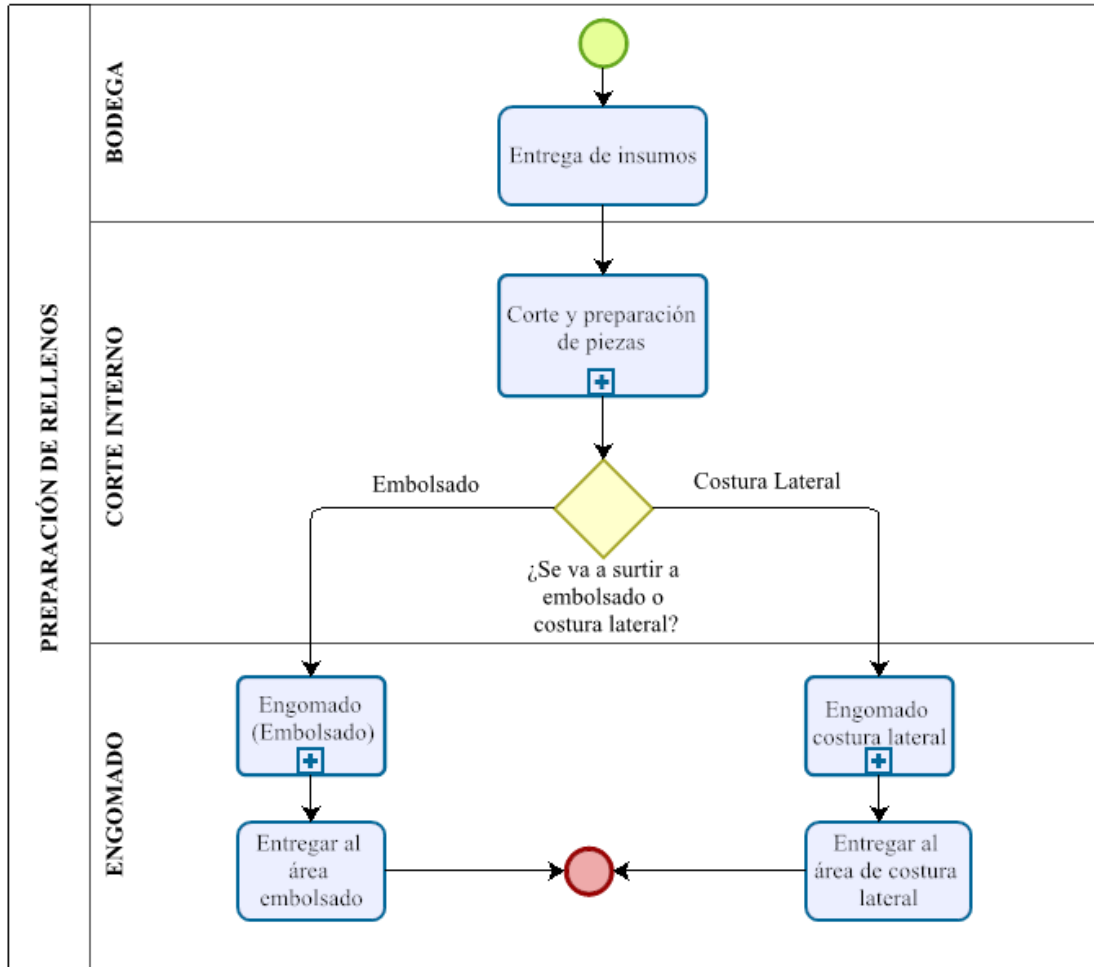 PREPARACIÓN DE RELLENOS
BODEGA
Entrega de insumos
CORTE INTERNO
Corte y preparación
de piezas
Embolsado
Costura Lateral
¿Se va a surtir a
embolsado o
costura lateral?
ENGOMADO
Engomado
(Embolsado)
Engomado
costura lateral
Entregar al
área
embolsado
Entregar al
área de costura
lateral